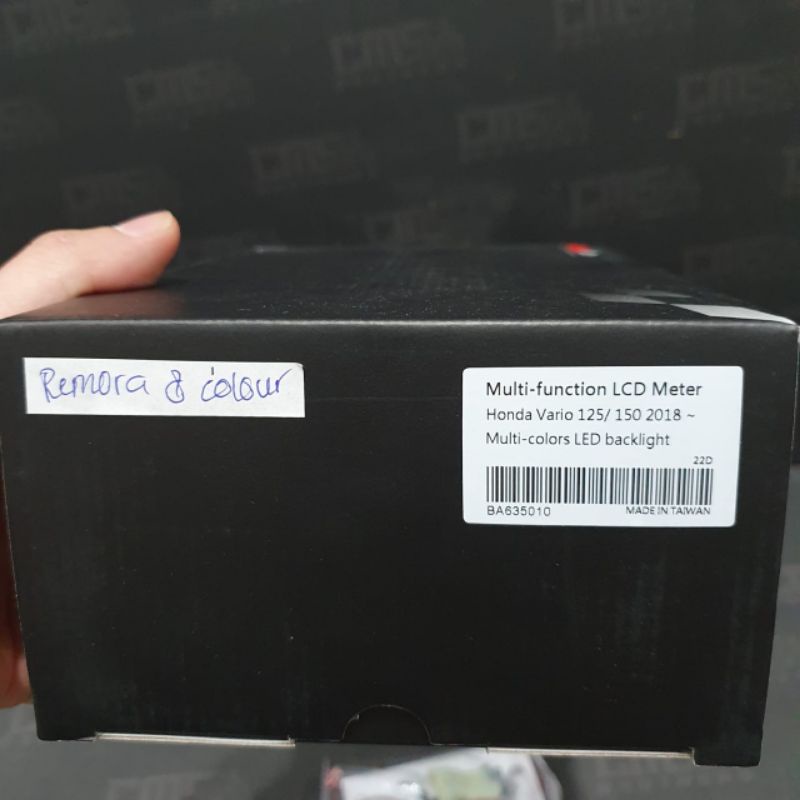 Remora 8 colour
Multi-function LCD Meter
Honda Vario 125/ 150 2018 ~
Multi-colors LED backlight
22D
BA635010 MADE IN TAIWAN